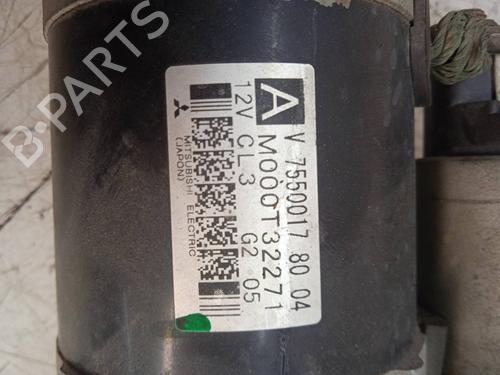 A V 7550017 80 04
M000T32271
12V CL3 G2 05
MITSUBISHI ELECTRIC
(JAPON)
B-PARTS